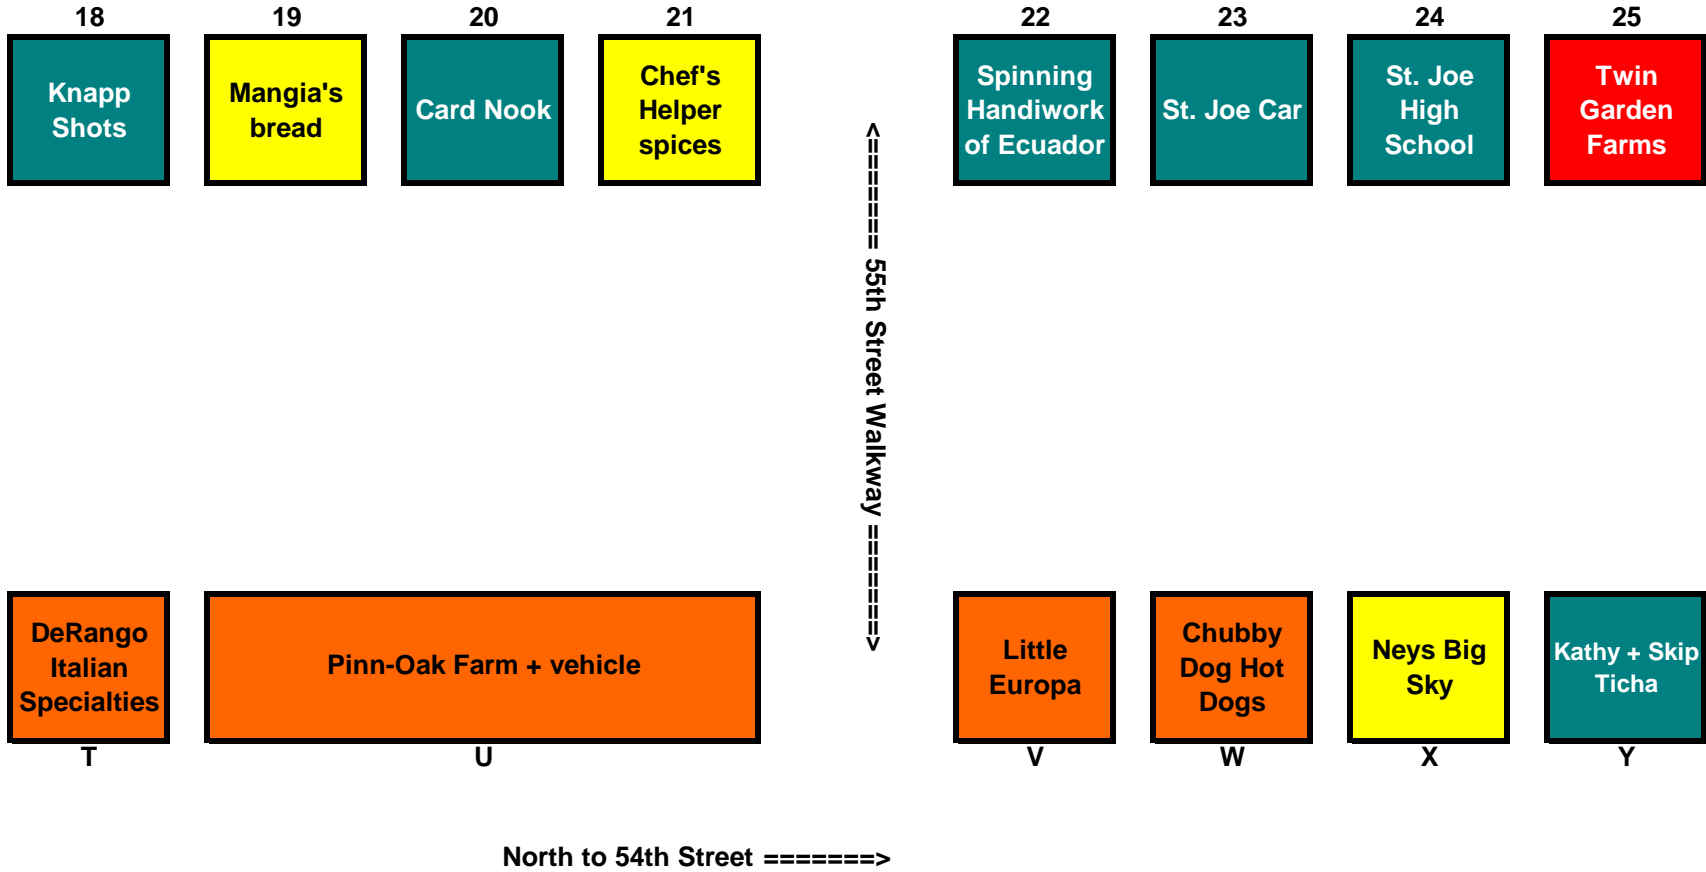 18 19 20 21 22 23 24 25
Knapp
Shots
Mangia's
bread
Card Nook
Chef's
Helper
spices
Spinning
Handiwork
of Ecuador
St. Joe Car
St. Joe
High
School
Twin
Garden
Farms
<======= 55th Street Walkway =======>
DeRango
Italian
Specialties
Pinn-Oak Farm + vehicle
Little
Europa
Chubby
Dog Hot
Dogs
Neys Big
Sky
Kathy + Skip
Ticha
T U V W X Y
North to 54th Street =======>